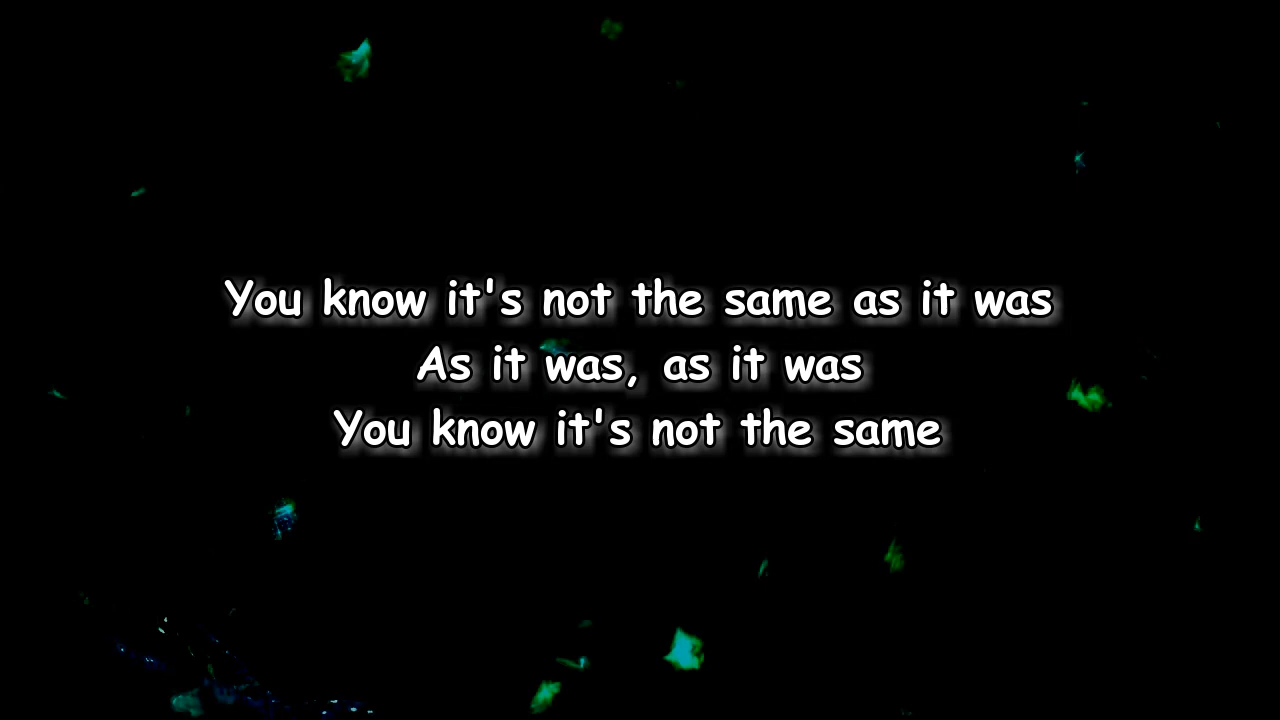 You know it's not the same as it was
As it was, as it was
You know it's not the same